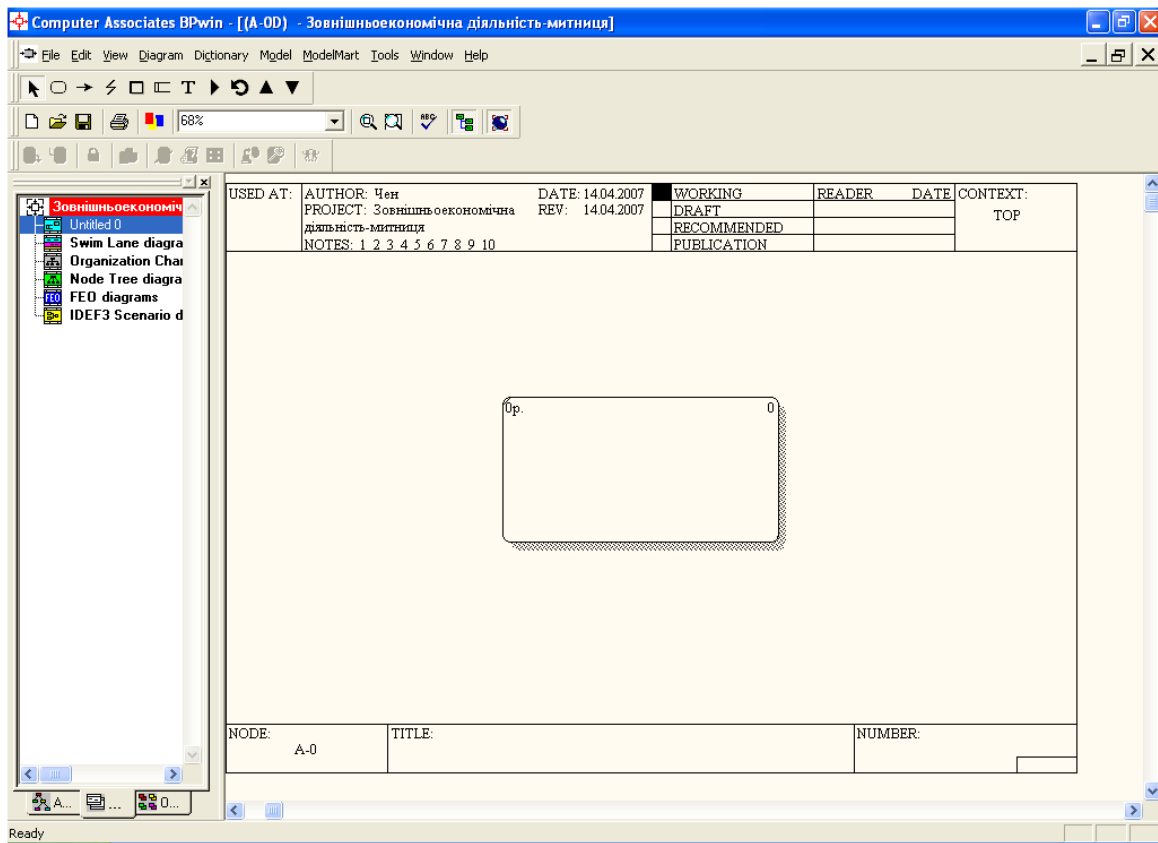 Computer Associates BPwin - [(A-0D) - Зовнішньоекономічна діяльність-митниця]
File Edit View Diagram Dictionary Model ModelMart Tools Window Help
T
68%
ABC
Зовнішньоекономіч
Untitled 0
Swim Lane diagra
Organization Char
Node Tree diagra
FEO diagrams
IDEF3 Scenario d
A... ... O...
USED AT: AUTHOR: Чен DATE: 14.04.2007 WORKING READER DATE CONTEXT:
PROJECT: Зовнішньоекономічна REV: 14.04.2007 DRAFT TOP
діяльність-митниця RECOMMENDED
NOTES: 1 2 3 4 5 6 7 8 9 10 PUBLICATION
0р. 0
NODE: TITLE: NUMBER:
A-0
Ready